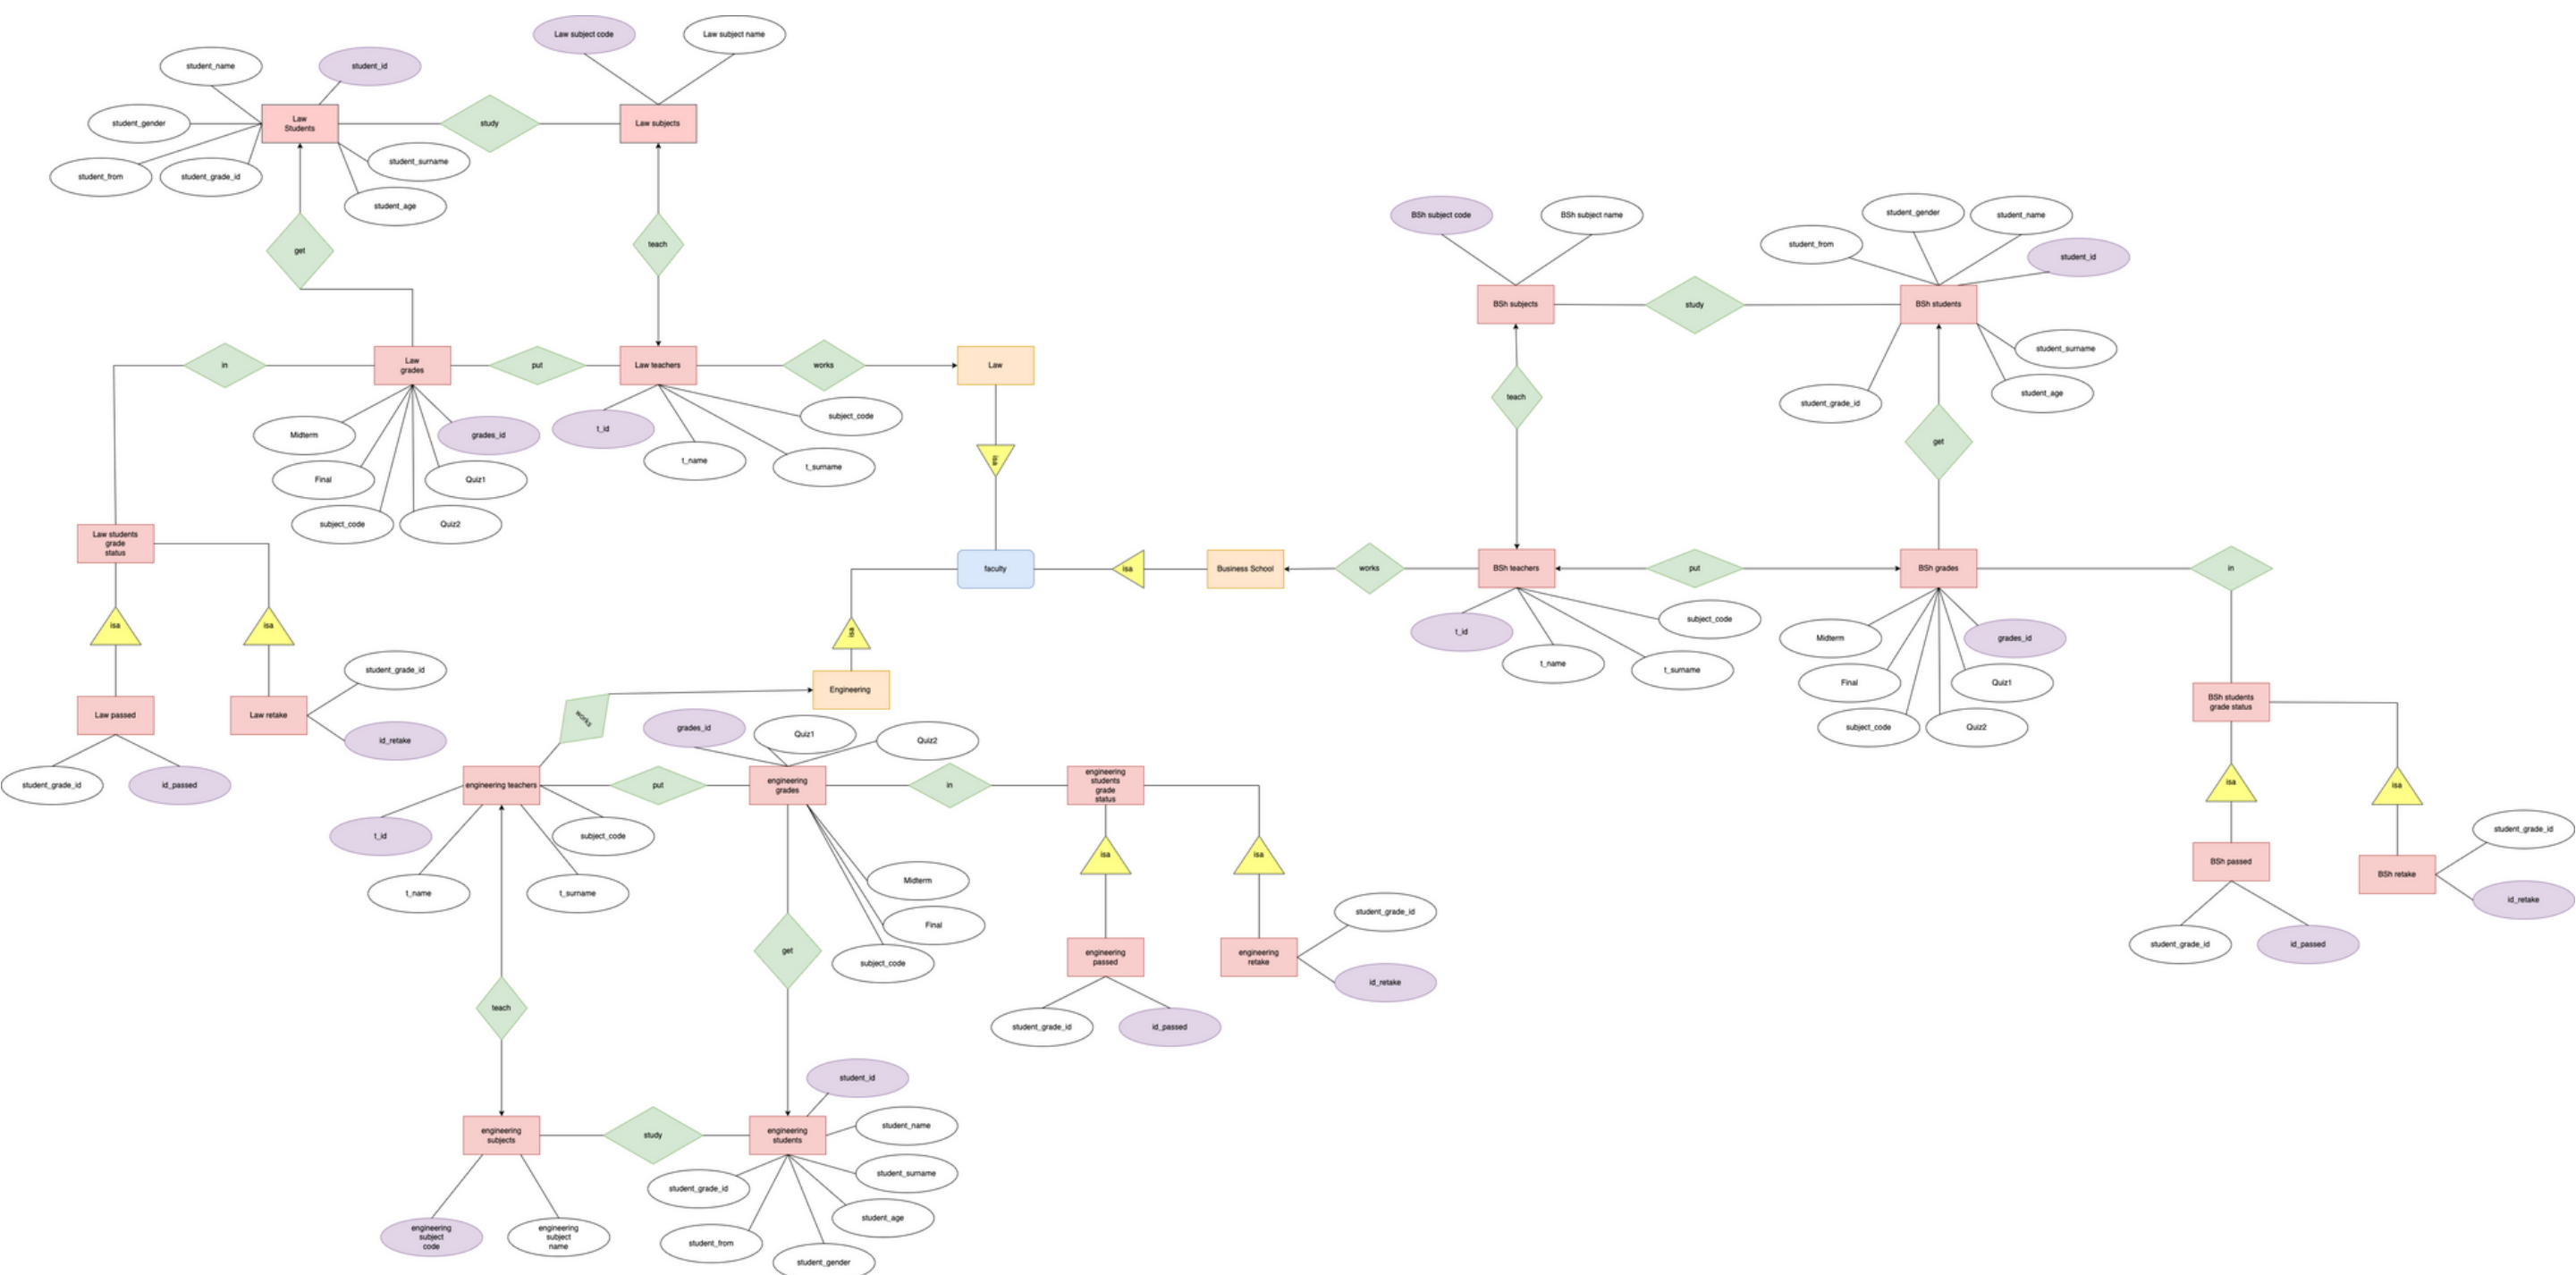 Law subject code
Law subject name
student_name
student_id
student_gender
Law
Students
study
Law subjects
student_surname
student_from
student_grade_id
student_age
get
teach
in
Law
grades
put
Law teachers
works
Law
Midterm
grades_id
t_id
subject_code
Final
Quiz1
t_name
t_surname
isa
subject_code
Quiz2
Law students
grade
status
isa
isa
Law passed
Law retake
student_grade_id
id_retake
student_grade_id
id_passed
faculty
isa
Business School
works
isa
Engineering
BSh subject code
BSh subject name
student_gender
student_name
student_from
student_id
BSh subjects
study
BSh students
student_surname
student_age
student_grade_id
teach
get
BSh teachers
put
BSh grades
in
t_id
subject_code
t_name
t_surname
Midterm
grades_id
Final
Quiz1
subject_code
Quiz2
BSh students
grade status
isa
isa
BSh passed
BSh retake
student_grade_id
id_retake
student_grade_id
id_passed
works
grades_id
Quiz1
Quiz2
engineering teachers
put
engineering
grades
in
engineering
students
grade
status
t_id
subject_code
t_name
t_surname
Midterm
Final
subject_code
isa
isa
engineering
passed
engineering
retake
student_grade_id
id_retake
student_grade_id
id_passed
teach
get
student_id
engineering
subjects
study
engineering
students
student_name
student_surname
student_grade_id
student_age
student_from
student_gender
engineering
subject
code
engineering
subject
name